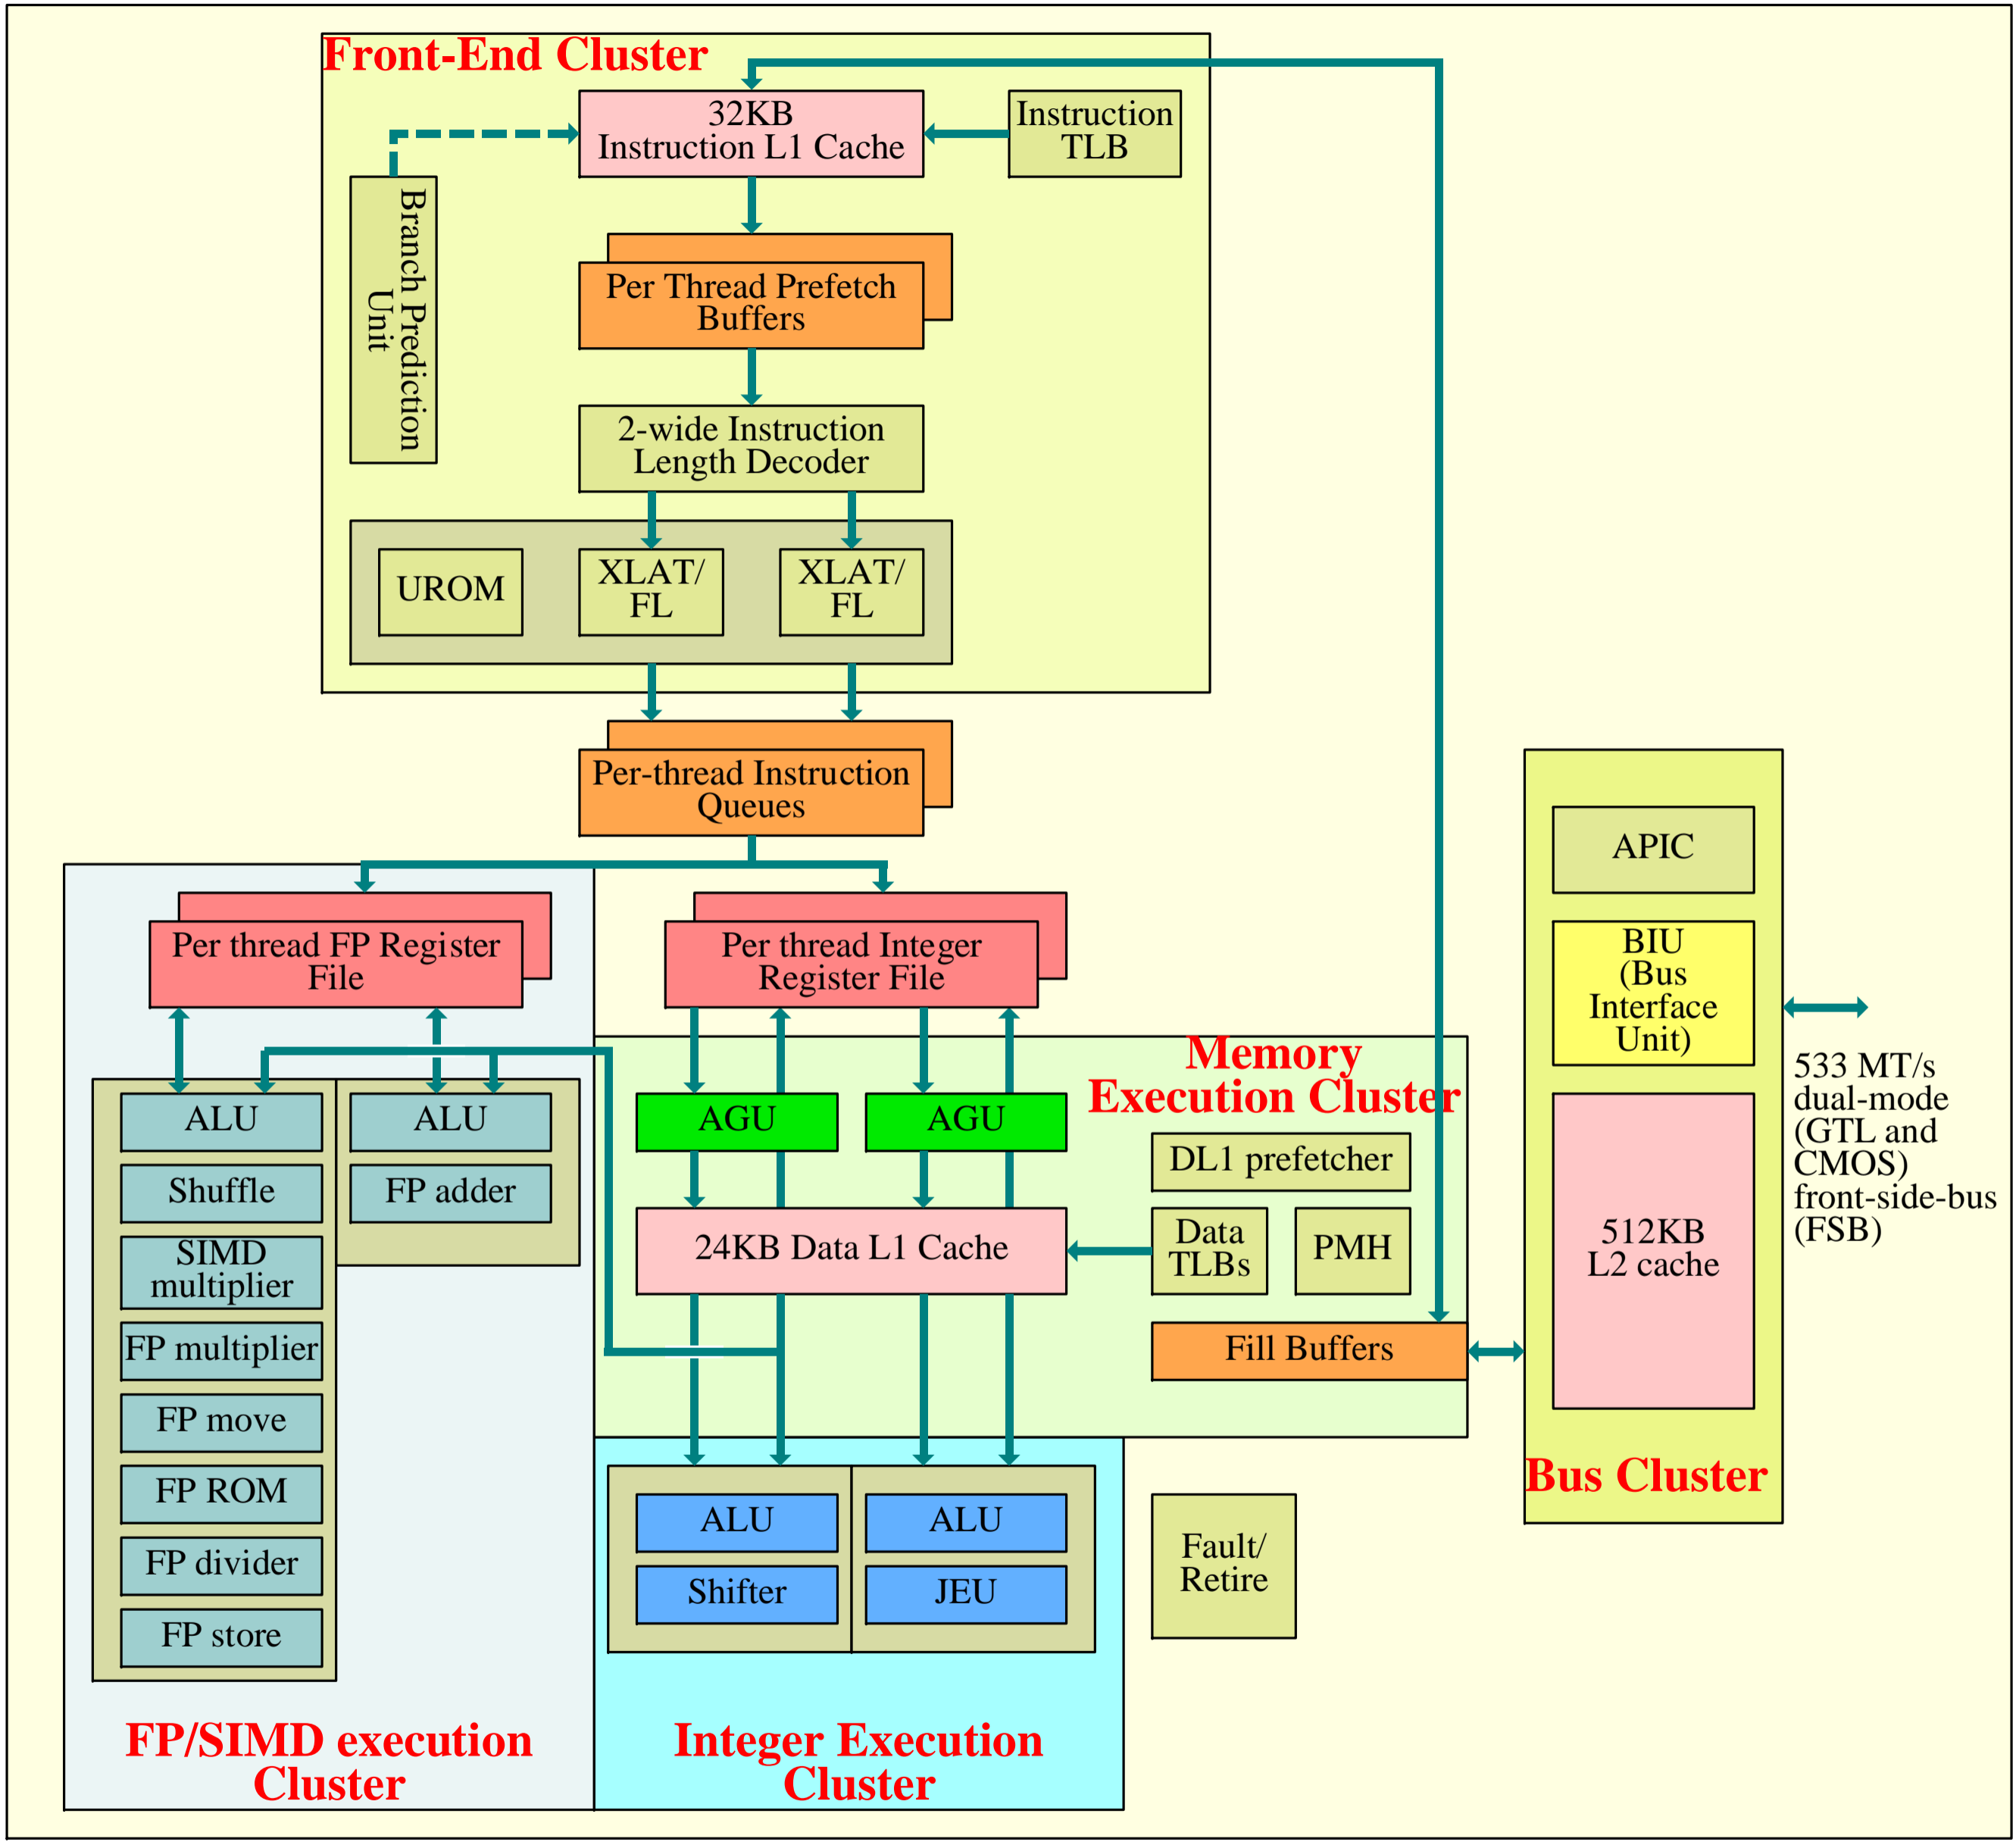 Front-End Cluster
32KB
Instruction L1 Cache
Instruction
TLB
Branch Prediction
Unit
Per Thread Prefetch
Buffers
2-wide Instruction
Length Decoder
UROM
XLAT/
FL
XLAT/
FL
Per-thread Instruction
Queues
Per thread FP Register
File
Per thread Integer
Register File
ALU
Shuffle
SIMD
multiplier
FP multiplier
FP move
FP ROM
FP divider
FP store
ALU
FP adder
FP/SIMD execution
Cluster
Memory
Execution Cluster
AGU
AGU
DL1 prefetcher
24KB Data L1 Cache
Data
TLBs
PMH
Fill Buffers
ALU
Shifter
ALU
JEU
Integer Execution
Cluster
Fault/
Retire
APIC
BIU
(Bus
Interface
Unit)
512KB
L2 cache
Bus Cluster
533 MT/s
dual-mode
(GTL and
CMOS)
front-side-bus
(FSB)